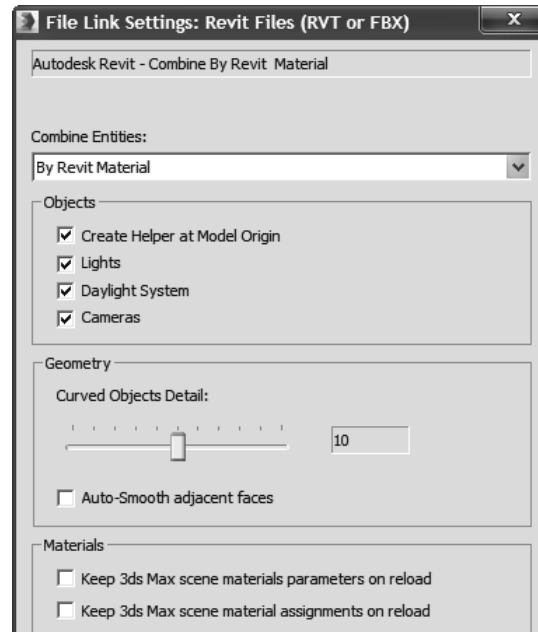 File Link Settings: Revit Files (RVT or FBX)
Autodesk Revit - Combine By Revit Material
Combine Entities:
By Revit Material
Objects
Create Helper at Model Origin
Lights
Daylight System
Cameras
Geometry
Curved Objects Detail:
10
Auto-Smooth adjacent faces
Materials
Keep 3ds Max scene materials parameters on reload
Keep 3ds Max scene material assignments on reload